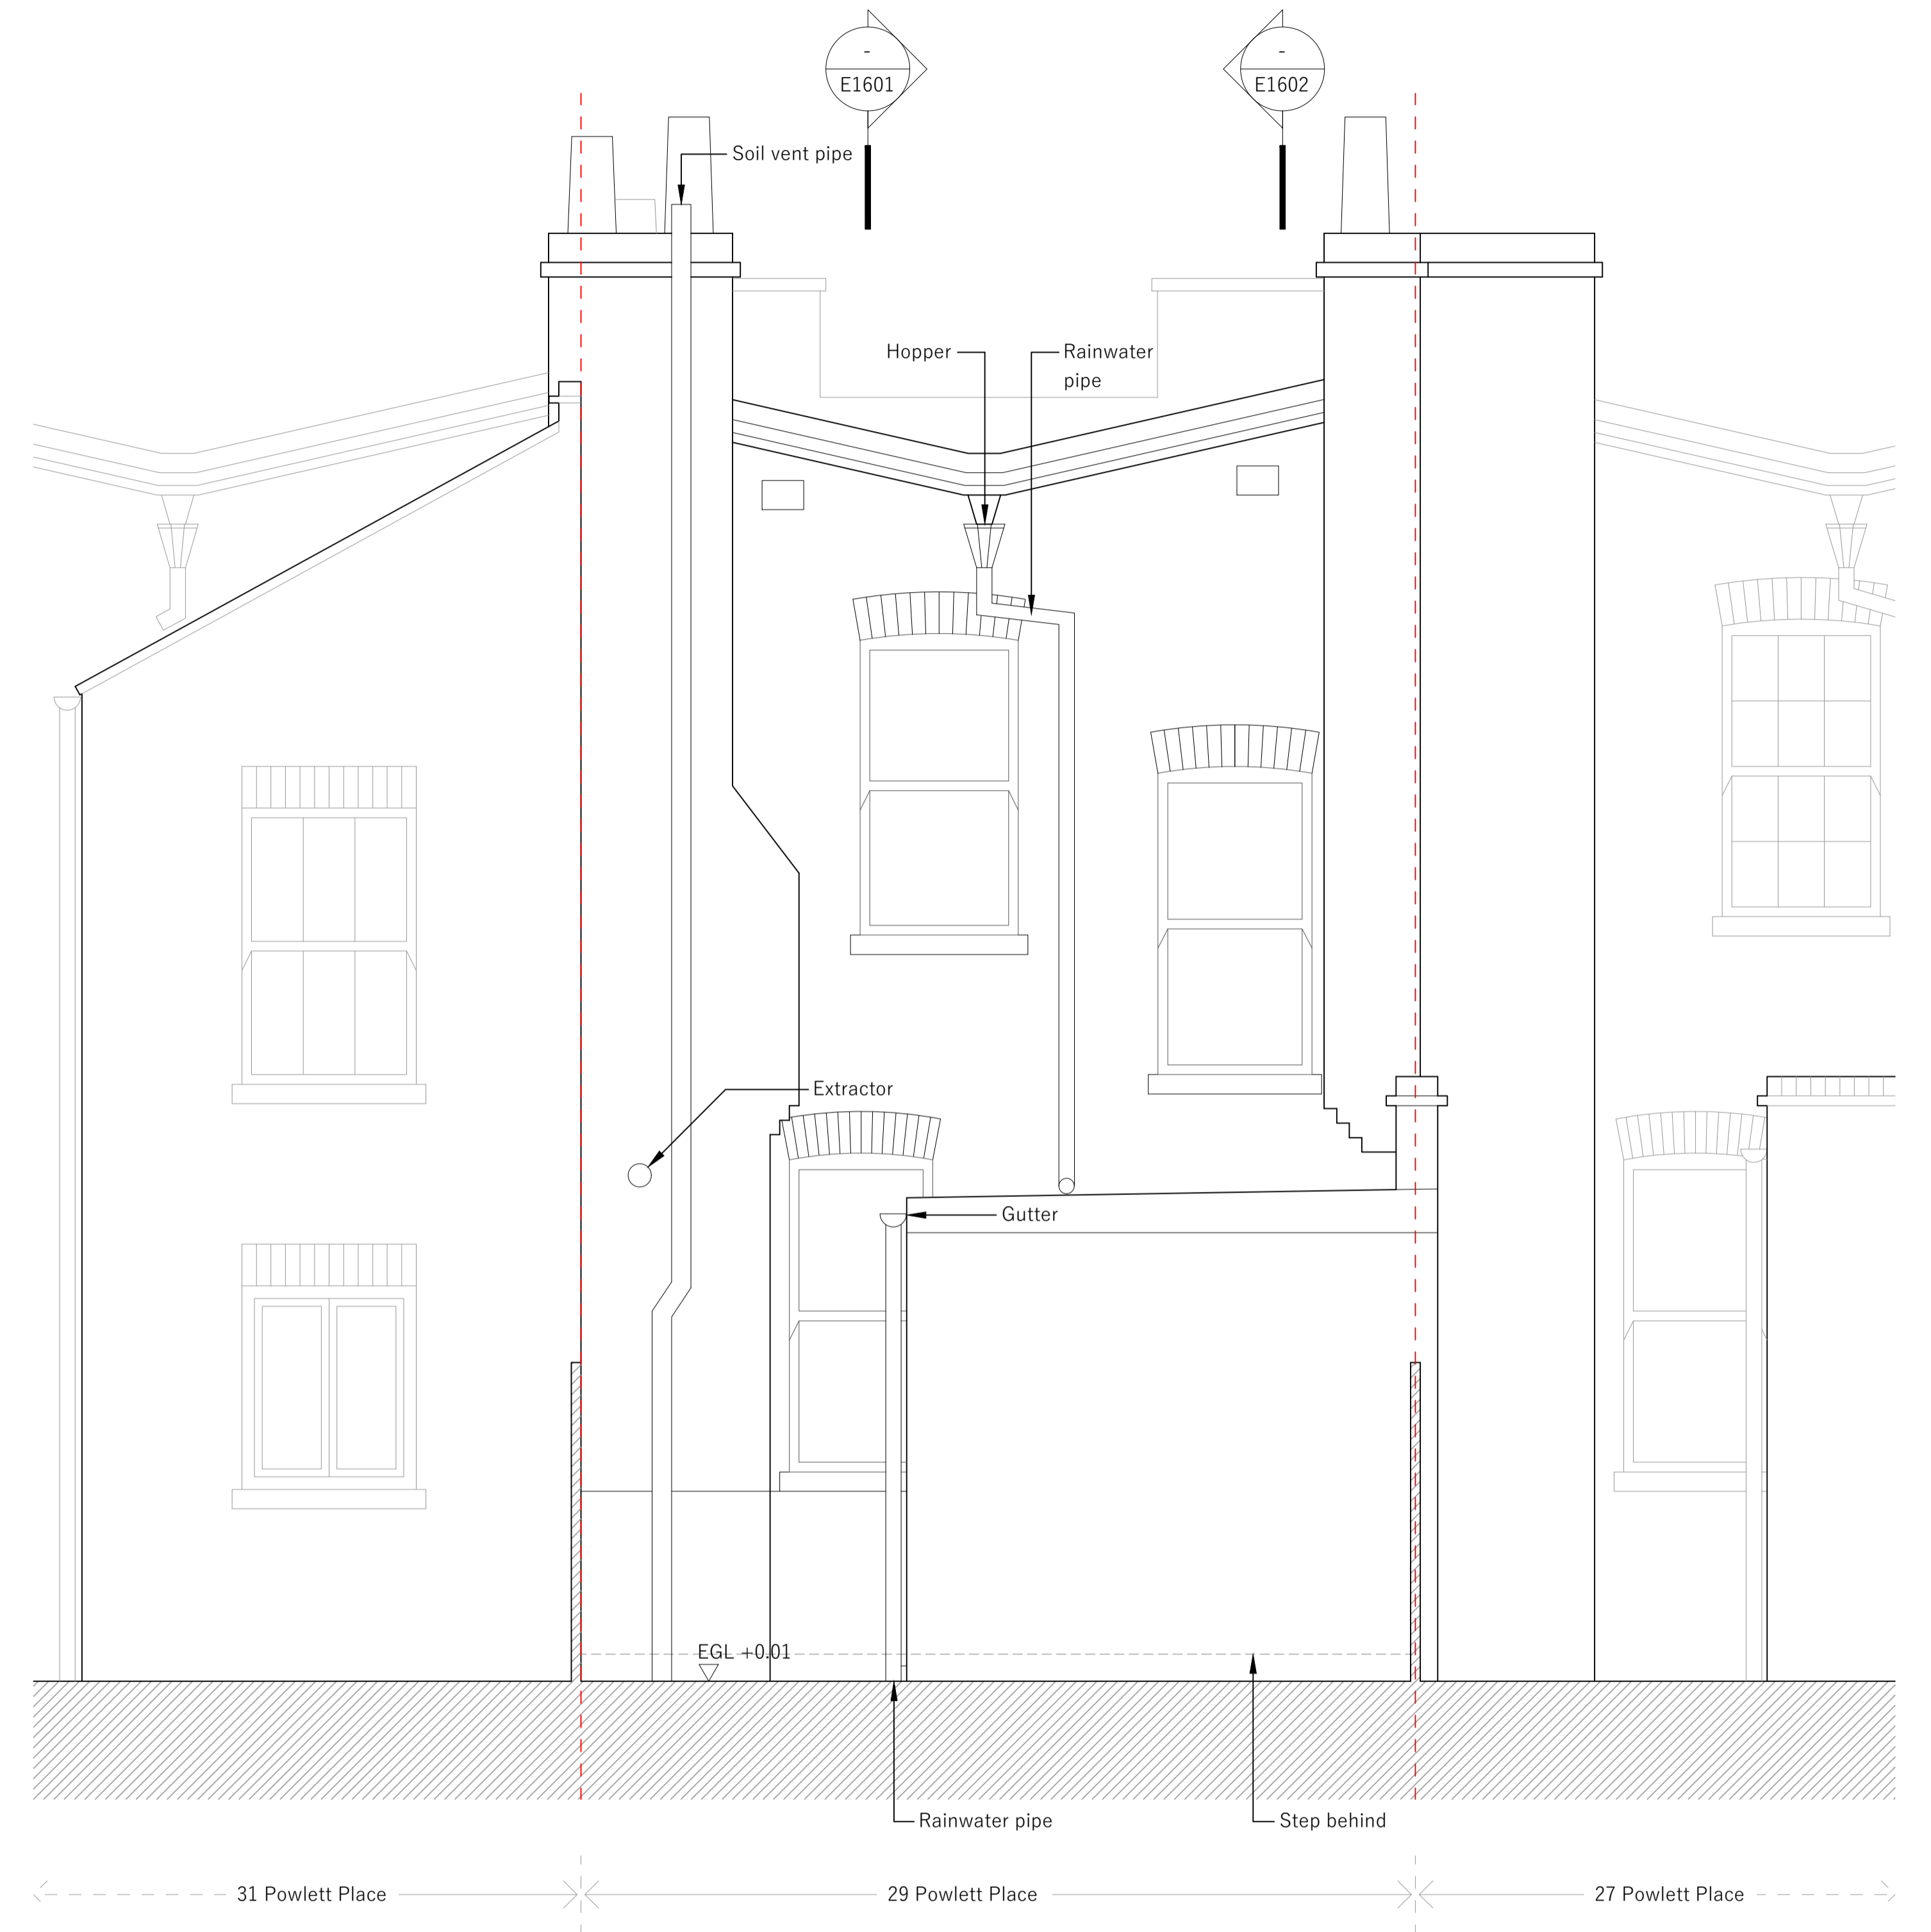 -
E1601
-
E1602
Soil vent pipe
Hopper
Rainwater
pipe
Extractor
Gutter
EGL +0.01
Rainwater pipe
Step behind
31 Powlett Place
29 Powlett Place
27 Powlett Place